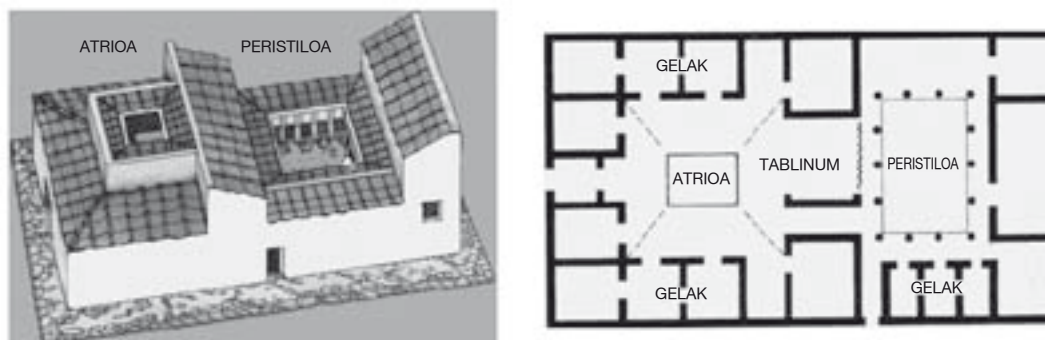 ATRIOA
PERISTILOA
GELAK
ATRIOA
TABLINUM
PERISTILOA
GELAK
GELAK